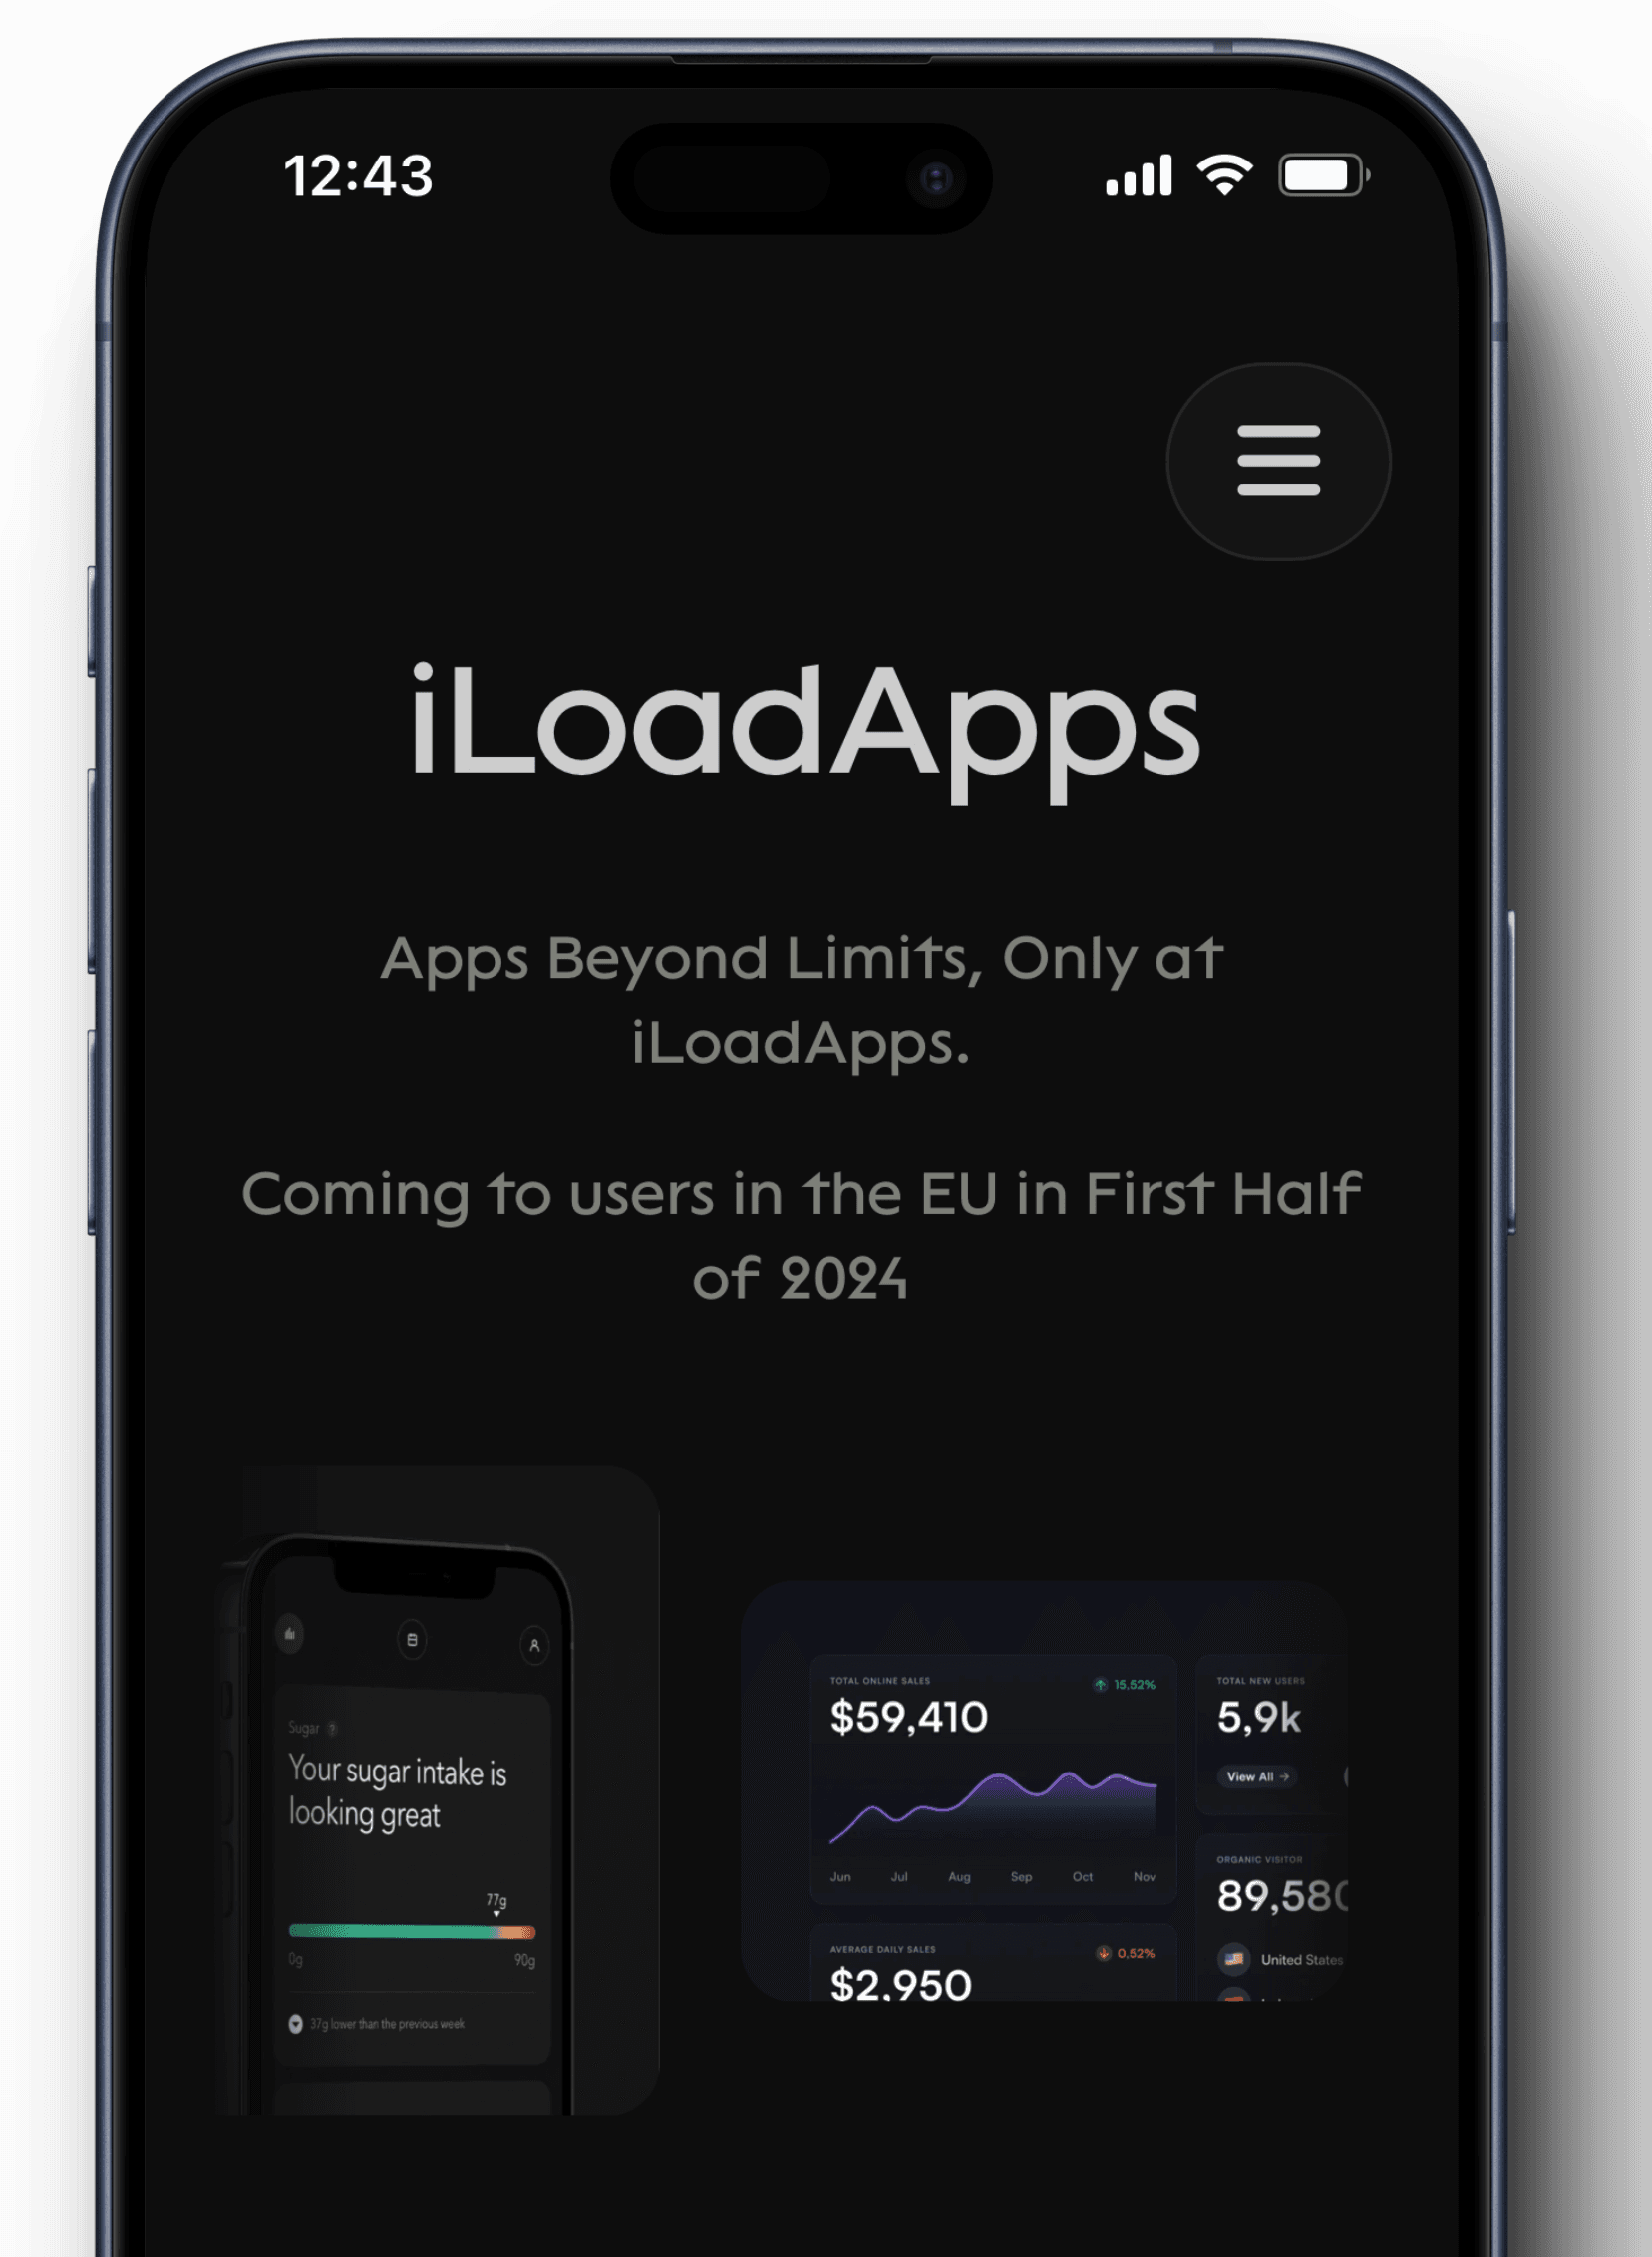 12:43
iLoadApps
Apps Beyond Limits, Only at
iLoadApps.
Coming to users in the EU in First Half
of 2024
Sugar ?
Your sugar intake is
looking great
77g
0g 90g
37g lower than the previous week
TOTAL ONLINE SALES
15,52%
$59,410
Jun Jul Aug Sep Oct Nov
AVERAGE DAILY SALES
0,52%
$2,950
TOTAL NEW USERS
5,9k
View All →
ORGANIC VISITOR
89,580
United States